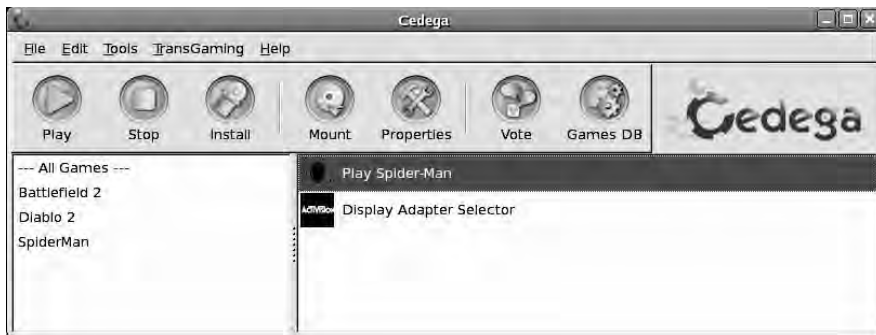 Cedega
File Edit Tools TransGaming Help
Play Stop Install Mount Properties Vote Games DB
Cedega
--- All Games ---
Battlefield 2
Diablo 2
SpiderMan
Play Spider-Man
ACTIVISION Display Adapter Selector